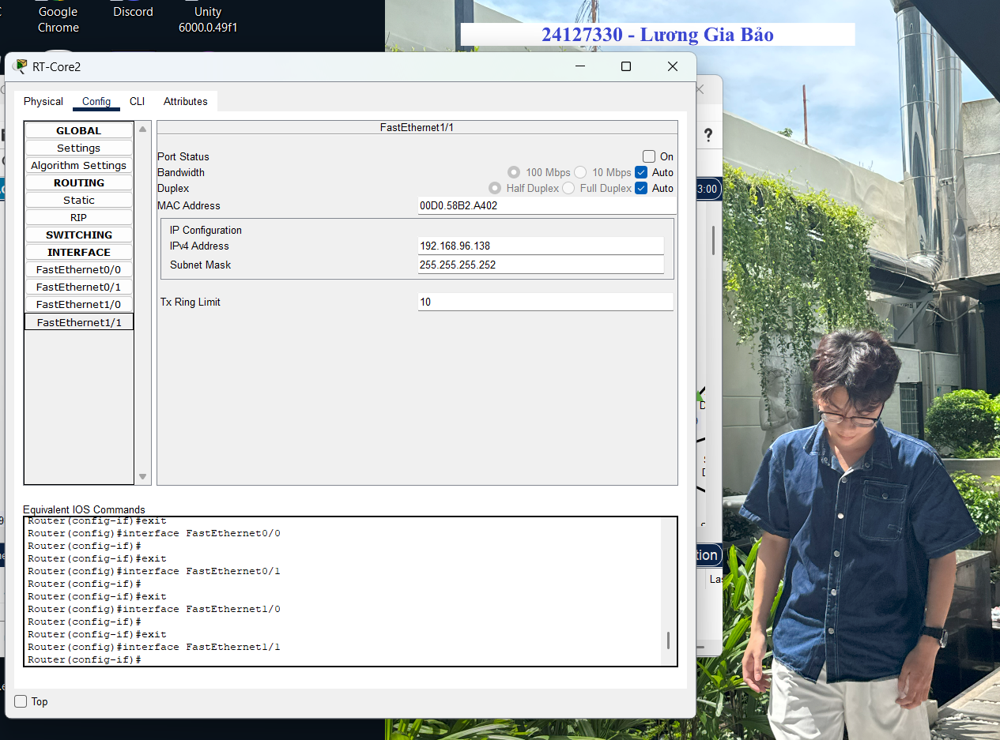 Google
Chrome
Discord
Unity
6000.0.49f1
24127330 - Lương Gia Bảo
RT-Core2
Physical
Config
CLI
Attributes
GLOBAL
Settings
Algorithm Settings
ROUTING
Static
RIP
SWITCHING
INTERFACE
FastEthernet0/0
FastEthernet0/1
FastEthernet1/0
FastEthernet1/1
FastEthernet1/1
Port Status
On
Bandwidth
100 Mbps
10 Mbps
Auto
Duplex
Half Duplex
Full Duplex
Auto
MAC Address
00D0.58B2.A402
IP Configuration
IPv4 Address
192.168.96.138
Subnet Mask
255.255.255.252
Tx Ring Limit
10
?
3:00
Equivalent IOS Commands
Router(config-if)#exit
Router(config)#interface FastEthernet0/0
Router(config-if)#
Router(config-if)#exit
Router(config)#interface FastEthernet0/1
Router(config-if)#
Router(config-if)#exit
Router(config)#interface FastEthernet1/0
Router(config-if)#
Router(config-if)#exit
Router(config)#interface FastEthernet1/1
Router(config-if)#
Top